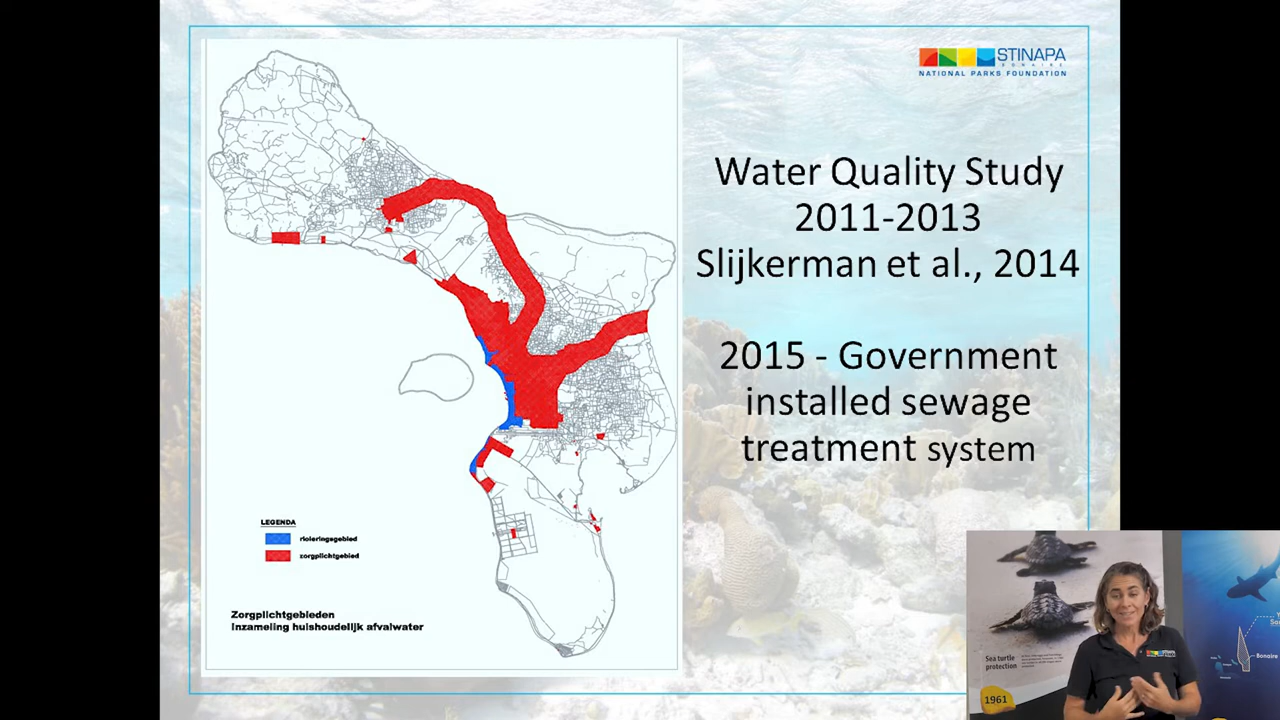 STINAPA
BONAIRE
NATIONAL PARKS FOUNDATION
Water Quality Study
2011-2013
Slijkerman et al., 2014
2015 - Government
installed sewage
treatment system
LEGENDA
rioleringsgebied
zorgplichtgebied
Zorgplichtgebieden
Inzameling huishoudelijk afvalwater
Sea turtle
protection
1961
Bonaire